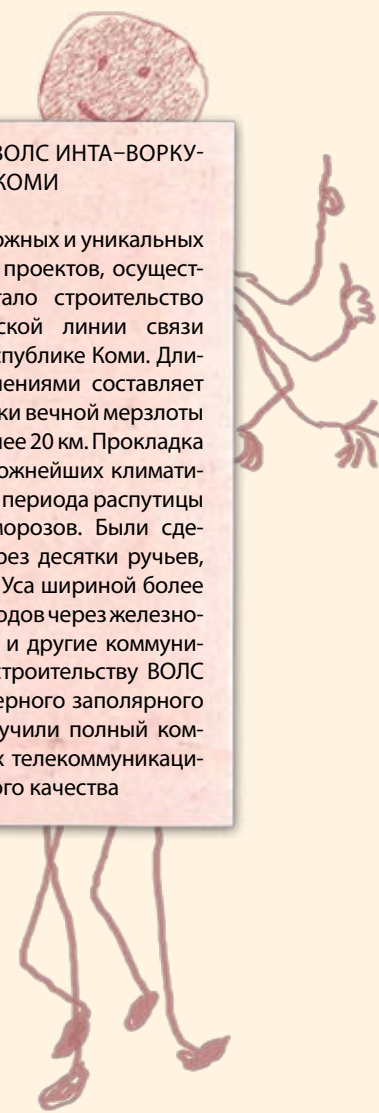 ВОЛС ИНТА–ВОРКУ-
КОМИ
ожных и уникальных
проектов, осущест-
тало строительство
ской линии связи
спублике Коми. Дли-
лениями составляет
ки вечной мерзлоты
лее 20 км. Прокладка
ожнейших климати-
периода распутицы
морозов. Были сде-
рез десятки ручьев,
Уса шириной более
одов через железно-
и другие коммуни-
строительству ВОЛС
ерного заполярного
учили полный ком-
х телекоммуникаци-
ого качества